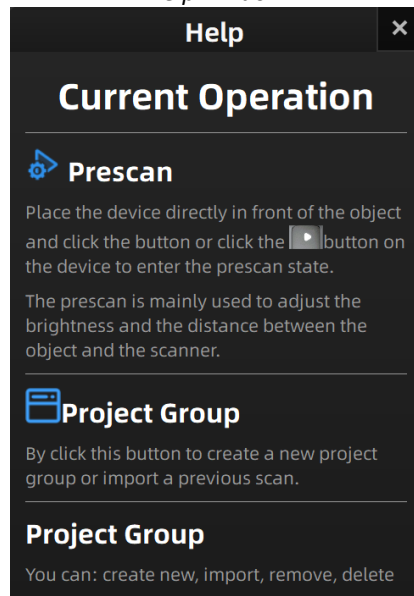 Help
Current Operation
Prescan
Place the device directly in front of the object
and click the button or click the button on
the device to enter the prescan state.
The prescan is mainly used to adjust the
brightness and the distance between the
object and the scanner.
Project Group
By click this button to create a new project
group or import a previous scan.
Project Group
You can: create new, import, remove, delete